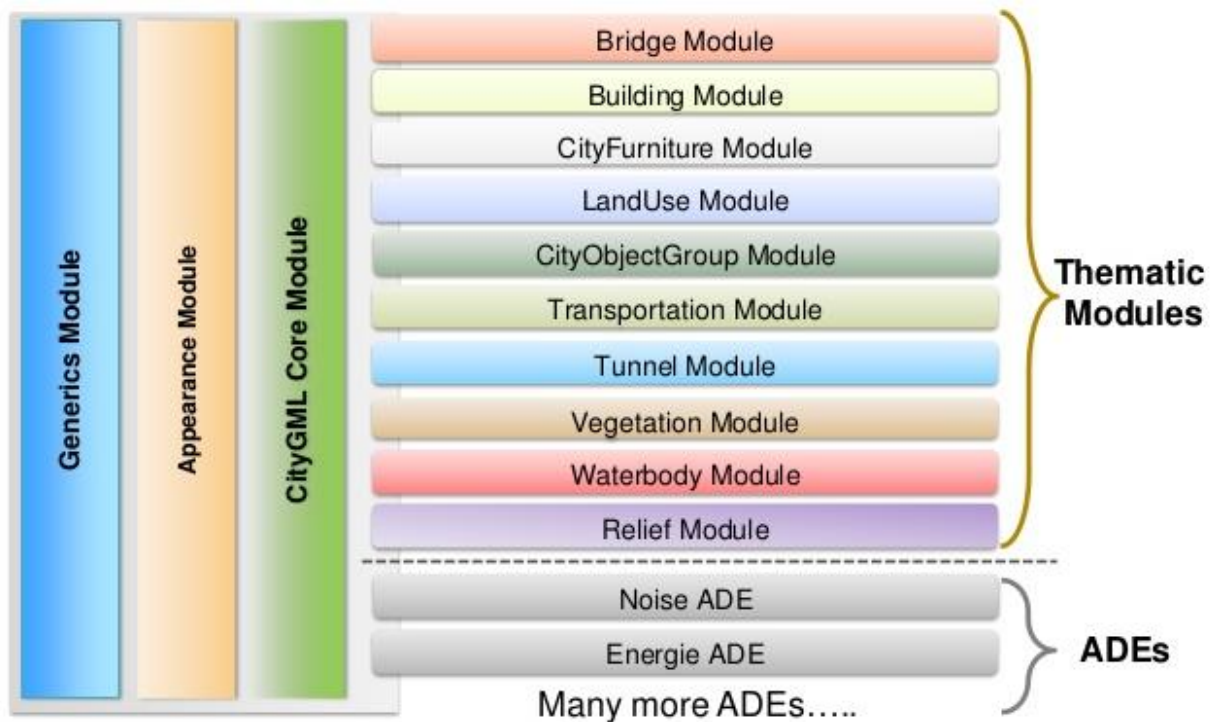 Generics Module
Appearance Module
CityGML Core Module
Bridge Module
Building Module
CityFurniture Module
LandUse Module
CityObjectGroup Module
Transportation Module
Tunnel Module
Vegetation Module
Waterbody Module
Relief Module
Thematic
Modules
Noise ADE
Energie ADE
Many more ADEs.....
ADEs